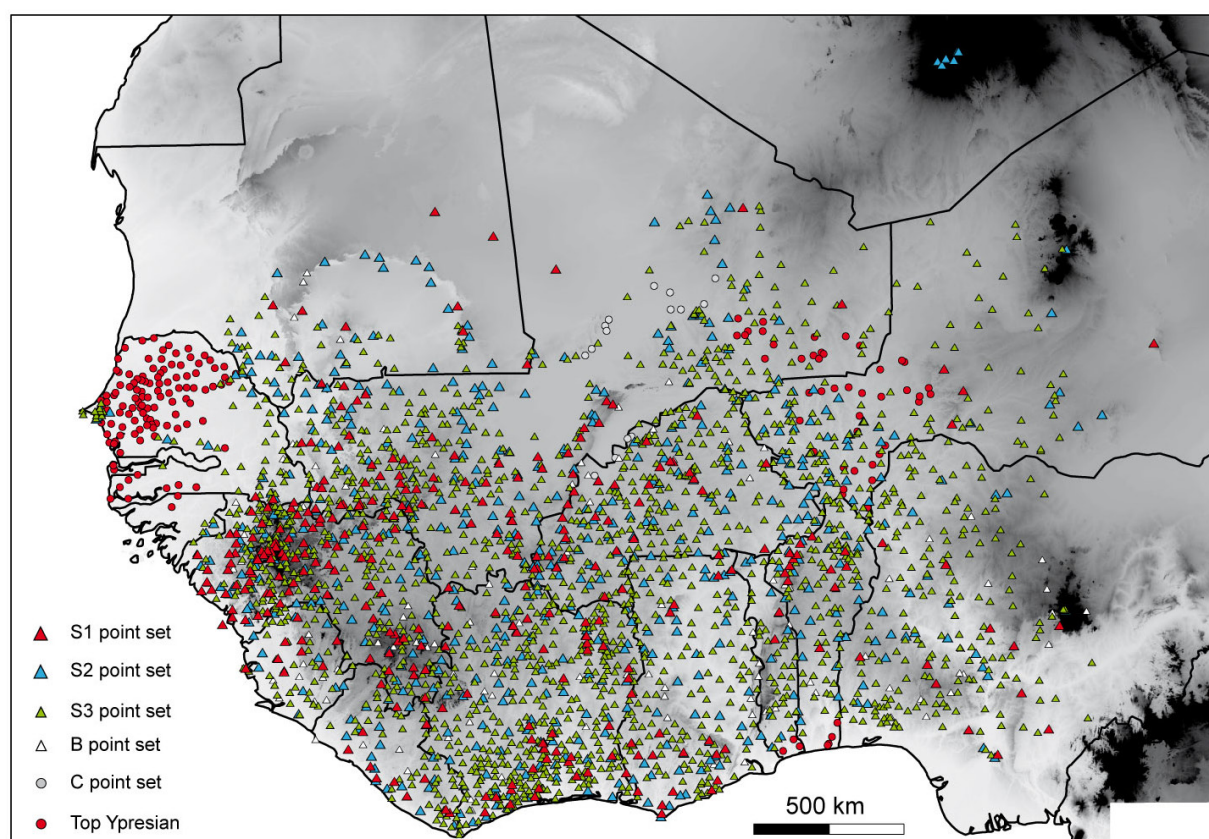 S1 point set
S2 point set
S3 point set
B point set
C point set
Top Ypresian
500 km